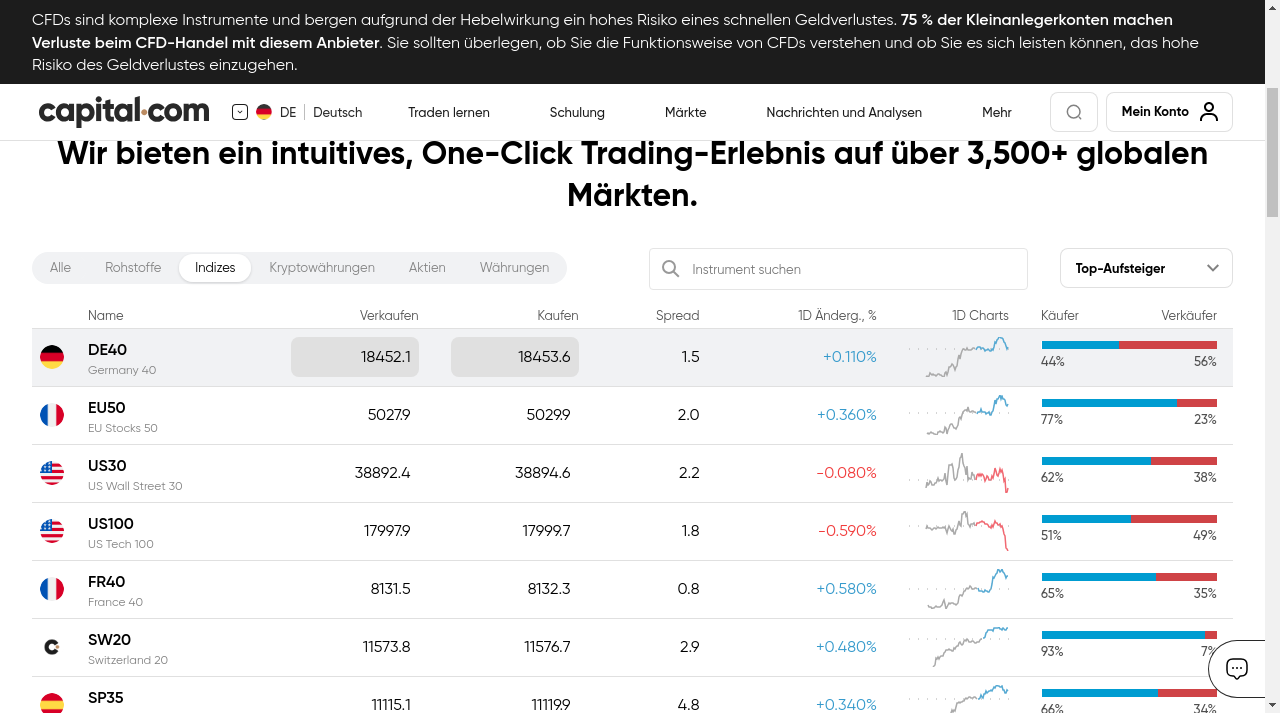 CFDs sind komplexe Instrumente und bergen aufgrund der Hebelwirkung ein hohes Risiko eines schnellen Geldverlustes. 75 % der Kleinanlegerkonten machen
Verluste beim CFD-Handel mit diesem Anbieter. Sie sollten überlegen, ob Sie die Funktionsweise von CFDs verstehen und ob Sie es sich leisten können, das hohe
Risiko des Geldverlustes einzugehen.
capital.com DE Deutsch Traden lernen Schulung Märkte Nachrichten und Analysen Mehr Mein Konto
Wir bieten ein intuitives, One-Click Trading-Erlebnis auf über 3,500+ globalen
Märkten.
Alle Rohstoffe Indizes Kryptowährungen Aktien Währungen Instrument suchen Top-Aufsteiger
Name Verkaufen Kaufen Spread 1D Änderg., % 1D Charts Käufer Verkäufer
DE40 18452.1 18453.6 1.5 +0.110%
Germany 40 44% 56%
EU50 5027.9 5029.9 2.0 +0.360%
EU Stocks 50 77% 23%
US30 38892.4 38894.6 2.2 -0.080%
US Wall Street 30 62% 38%
US100 17997.9 17999.7 1.8 -0.590%
US Tech 100 51% 49%
FR40 8131.5 8132.3 0.8 +0.580%
France 40 65% 35%
SW20 11573.8 11576.7 2.9 +0.480%
Switzerland 20 93% 7%
SP35 11115.1 11119.9 4.8 +0.340%
66% 34%